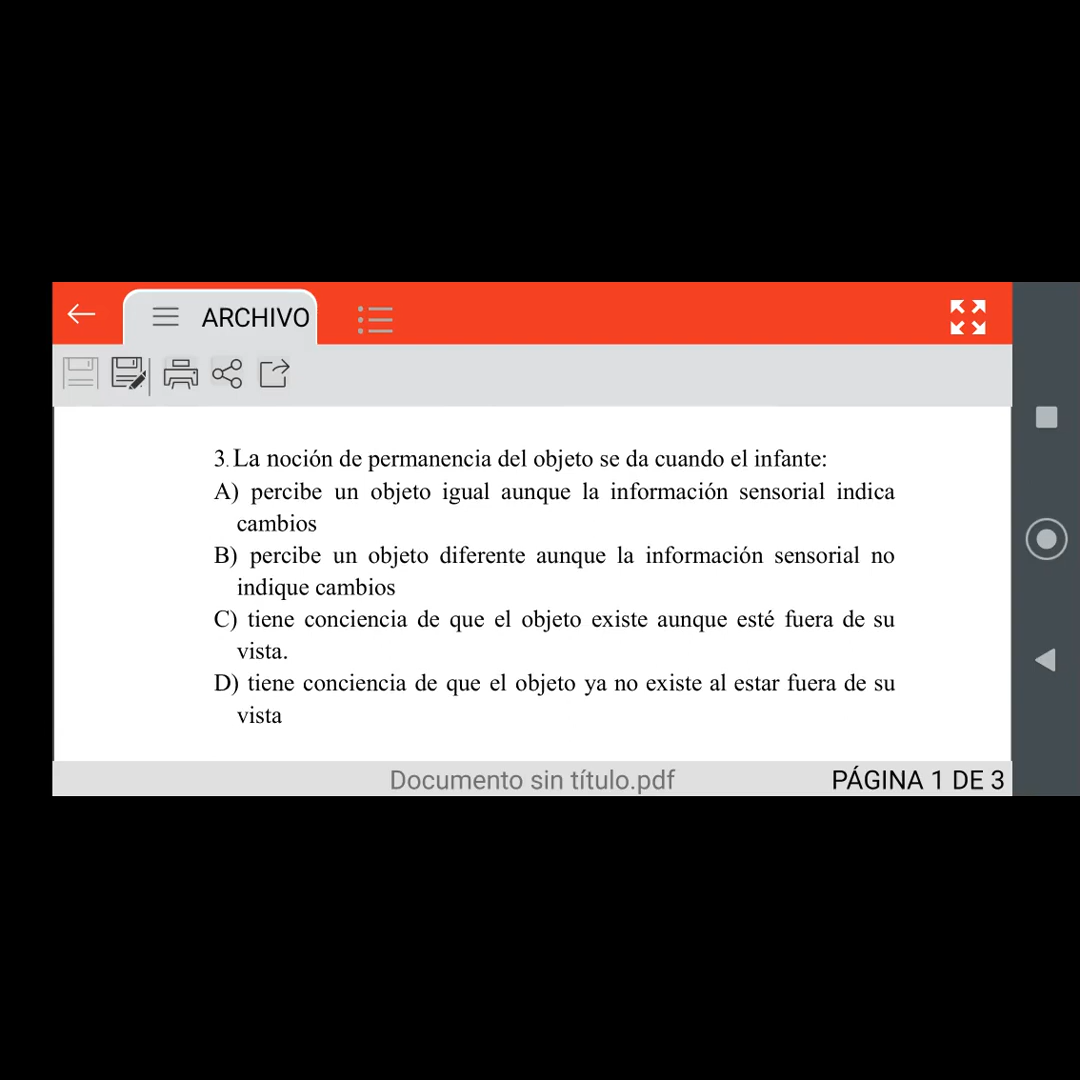 ARCHIVO
3. La noción de permanencia del objeto se da cuando el infante:
A) percibe un objeto igual aunque la información sensorial indica
cambios
B) percibe un objeto diferente aunque la información sensorial no
indique cambios
C) tiene conciencia de que el objeto existe aunque esté fuera de su
vista.
D) tiene conciencia de que el objeto ya no existe al estar fuera de su
vista
Documento sin título.pdf
PÁGINA 1 DE 3